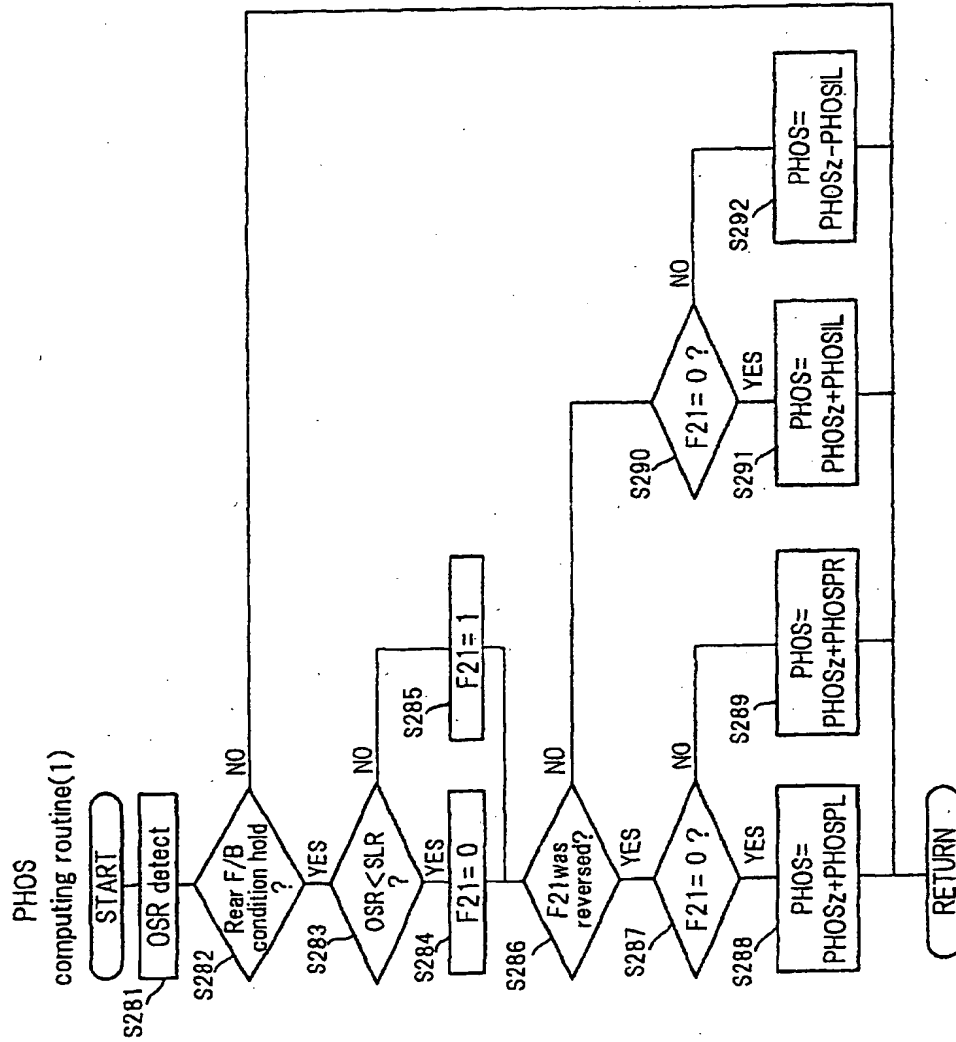 PHOS
computing routine(1)
START
S281
OSR detect
S282
Rear F/B
condition hold
?
NO
YES
S283
OSR<SLR
?
NO
YES
S284
F21=0
S285
F21=1
S286
F21was
reversed?
NO
YES
S287
F21=0 ?
NO
YES
S288
PHOS=
PHOSz+PHOSPL
S289
PHOS=
PHOSz+PHOSPR
S290
F21=0 ?
NO
YES
S291
PHOS=
PHOSz+PHOSIL
S292
PHOS=
PHOSz-PHOSIL
RETURN